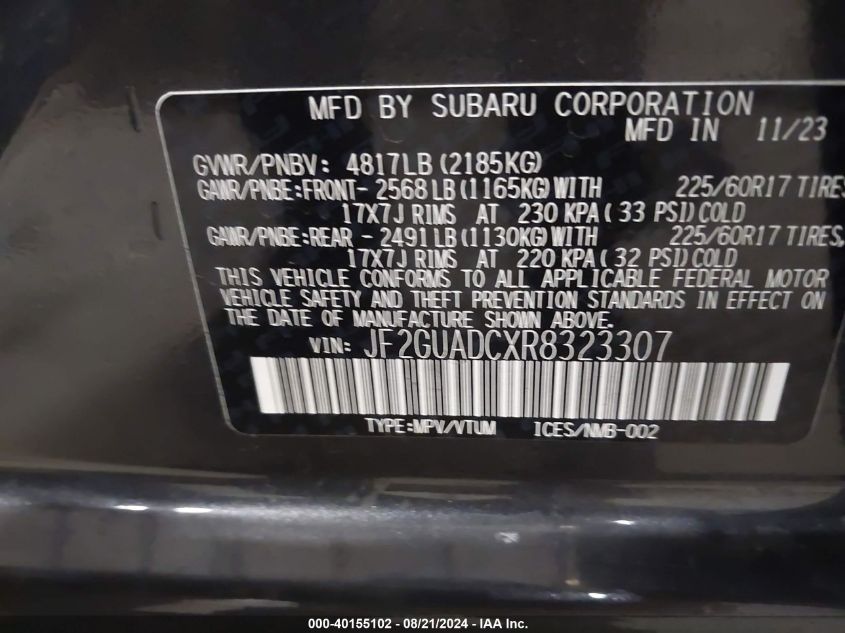 MFD BY SUBARU CORPORATION
MFD IN 11/23
GVWR/PNBV: 4817LB(2185KG)
GAWR/PNBE:FRONT- 2568LB(1165KG)WITH 225/60R17 TIRES
17X7J RIMS AT 230 KPA(33 PSI)COLD
GAWR/PNBE:REAR - 2491LB(1130KG)WITH 225/60R17 TIRES,
17X7J RIMS AT 220 KPA(32 PSI)COLD
THIS VEHICLE CONFORMS TO ALL APPLICABLE FEDERAL MOTOR
VEHICLE SAFETY AND THEFT PREVENTION STANDARDS IN EFFECT ON
THE DATE OF MANUFACTURE SHOWN ABOVE.
VIN: JF2GUADCXR8323307
TYPE:MPV/VTUM ICES/NMB-002
000-40155102 - 08/21/2024 - IAA Inc.